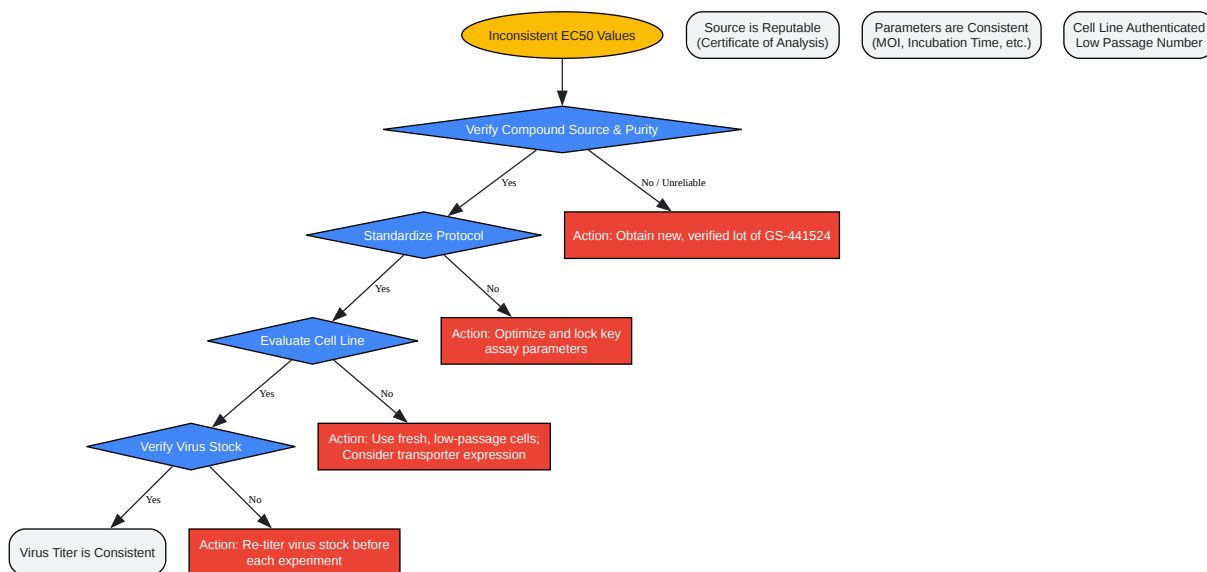 Inconsistent EC50 Values
Source is Reputable
(Certificate of Analysis)
Parameters are Consistent
(MOI, Incubation Time, etc.)
Cell Line Authenticated
Low Passage Number
Verify Compound Source & Purity
Yes
No / Unreliable
Standardize Protocol
Action: Obtain new, verified lot of GS-441524
Yes
No
Evaluate Cell Line
Action: Optimize and lock key
assay parameters
Yes
No
Verify Virus Stock
Action: Use fresh, low-passage cells;
Consider transporter expression
Yes
No
Virus Titer is Consistent
Action: Re-titer virus stock before
each experiment